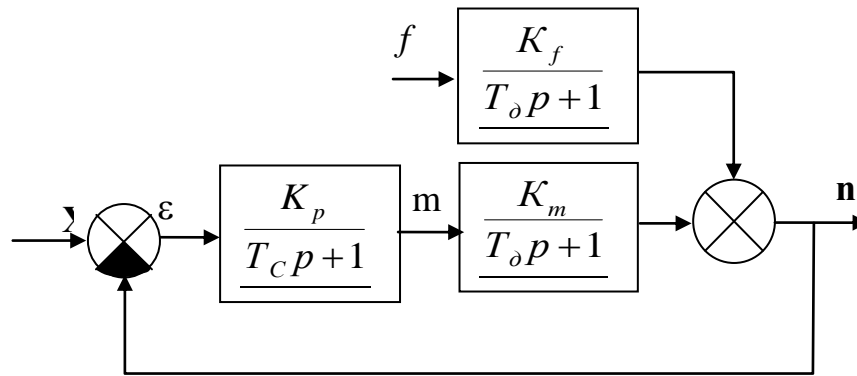 f
K_f
T_∂ p + 1
ε
K_p
T_C p + 1
m
K_m
T_∂ p + 1
n